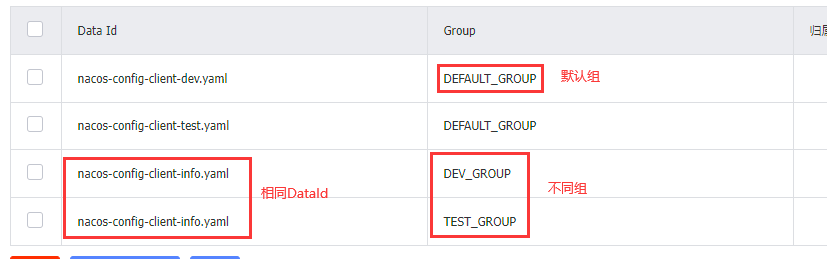 Data Id Group 归属
nacos-config-client-dev.yaml DEFAULT_GROUP 默认组
nacos-config-client-test.yaml DEFAULT_GROUP
nacos-config-client-info.yaml DEV_GROUP
相同DataId 不同组
nacos-config-client-info.yaml TEST_GROUP